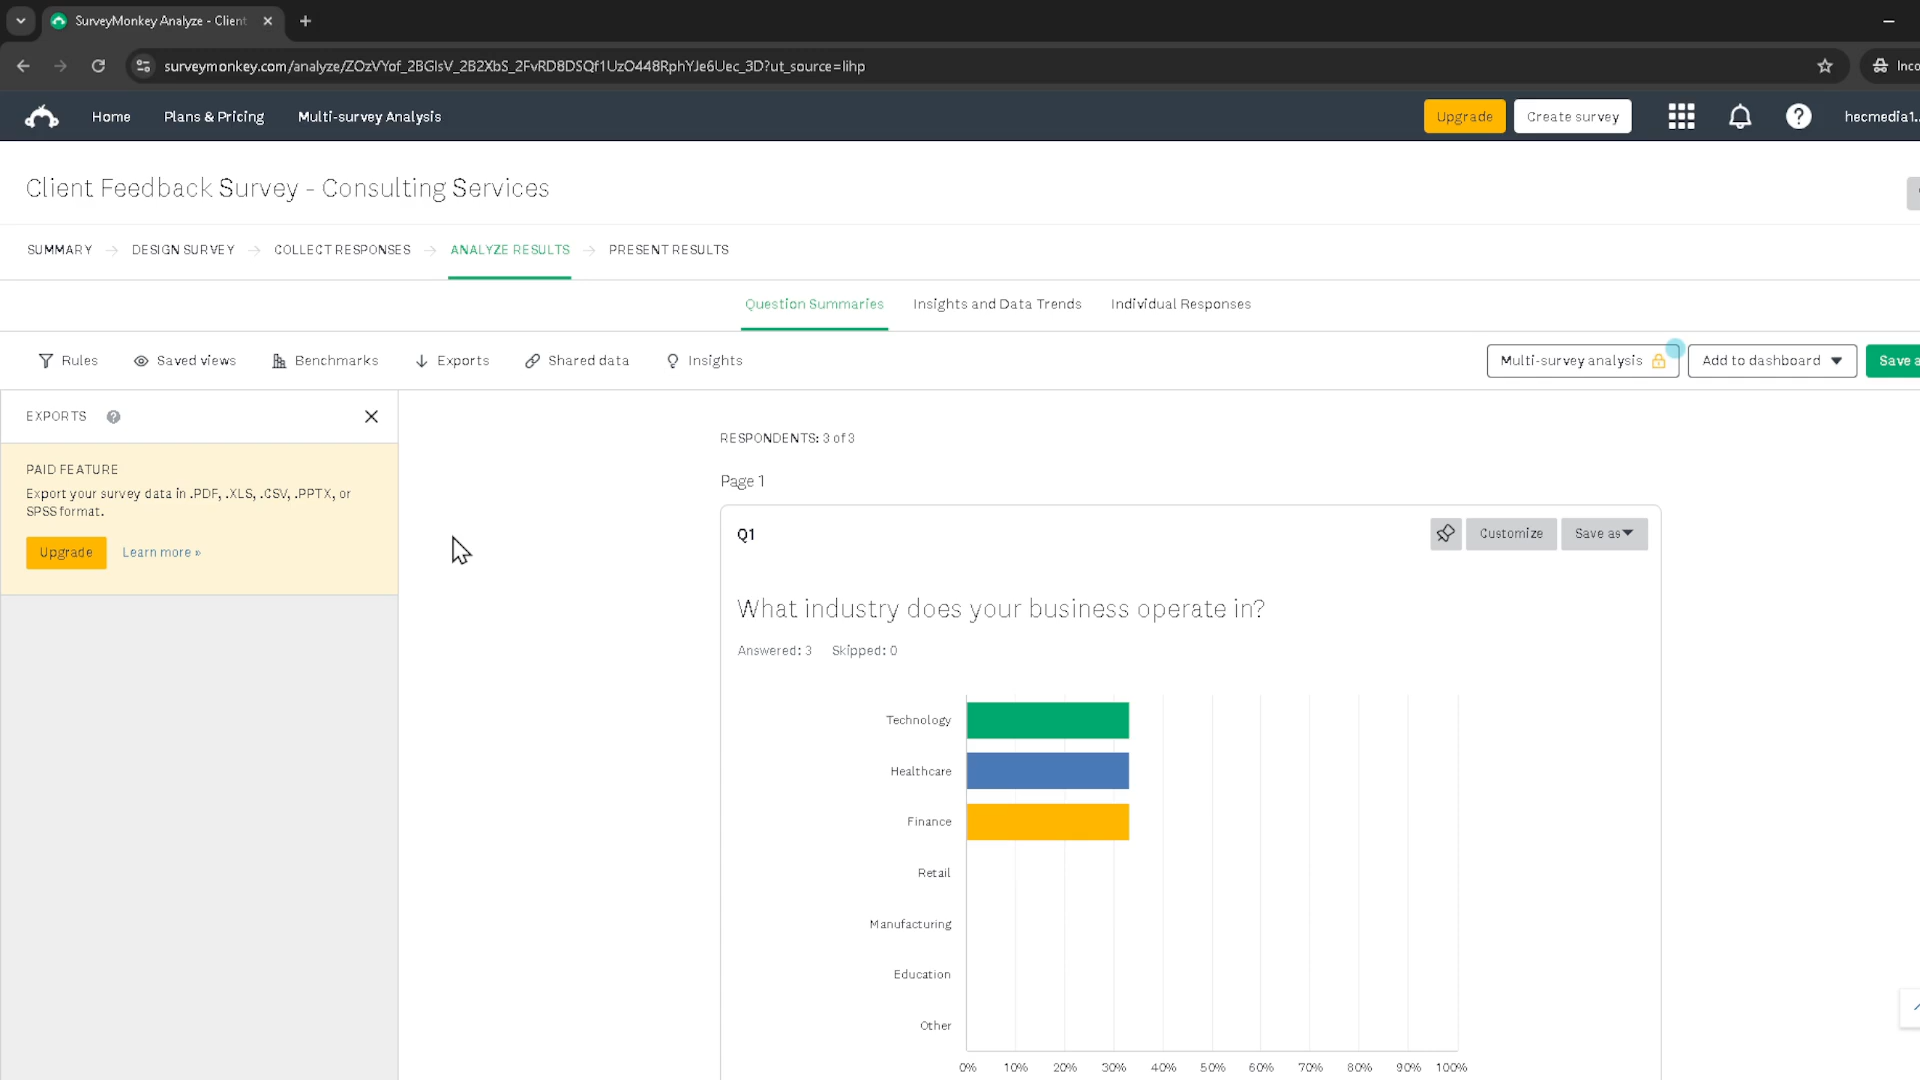 SurveyMonkey Analyze - Client
surveymonkey.com/analyze/ZOzVYof_2BGlsV_2B2XbS_2FvRD8DSQf1UzO448RphYJe6Uec_3D?ut_source=lihp
Inco
Home Plans & Pricing Multi-survey Analysis Upgrade Create survey hecmedia1...
Client Feedback Survey - Consulting Services
SUMMARY DESIGN SURVEY COLLECT RESPONSES ANALYZE RESULTS PRESENT RESULTS
Question Summaries Insights and Data Trends Individual Responses
Rules Saved views Benchmarks Exports Shared data Insights Multi-survey analysis Add to dashboard Save a
EXPORTS
PAID FEATURE
Export your survey data in .PDF, .XLS, .CSV, .PPTX, or
SPSS format.
Upgrade Learn more »
RESPONDENTS: 3 of 3
Page 1
Q1 Customize Save as
What industry does your business operate in?
Answered: 3 Skipped: 0
Technology
Healthcare
Finance
Retail
Manufacturing
Education
Other
0% 10% 20% 30% 40% 50% 60% 70% 80% 90% 100%